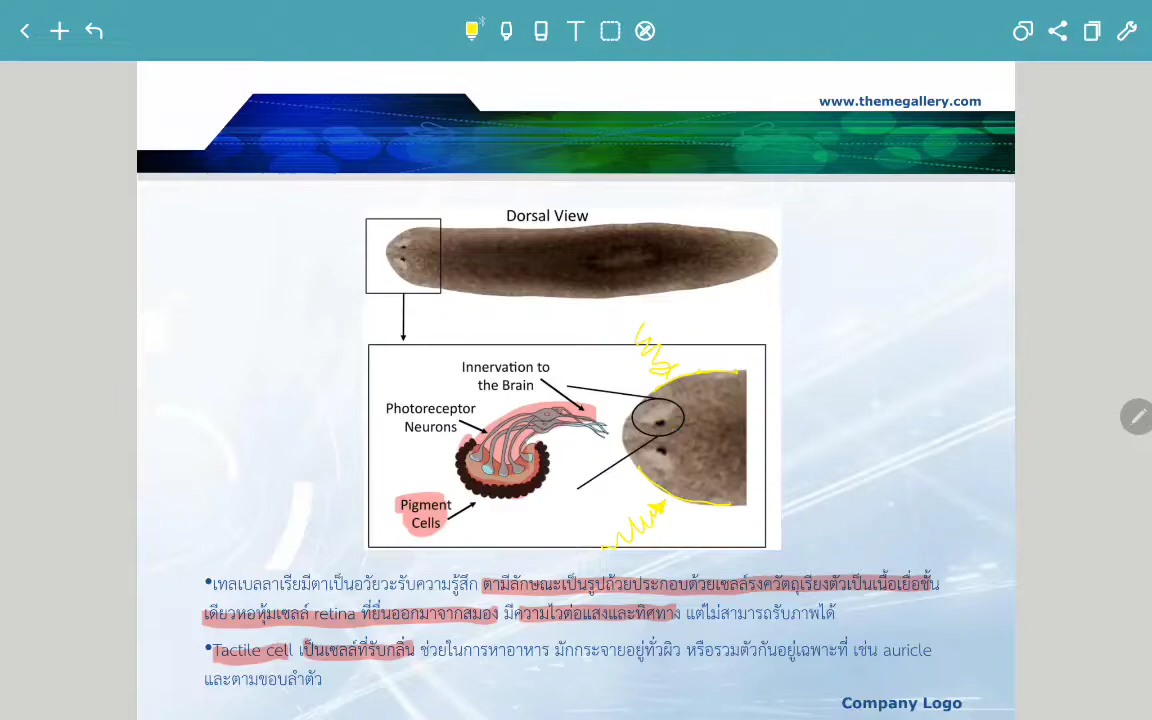 www.themegallery.com
Dorsal View
Innervation to
the Brain
Photoreceptor
Neurons
Pigment
Cells
•เทลเบลลาเรียมีตาเป็นอวัยวะรับความรู้สึก ตามีลักษณะเป็นรูปถ้วยประกอบด้วยเซลล์รงควัตถุเรียงตัวเป็นเนื้อเยื่อชั้น
เดียวหอหุ้มเซลล์ retina ที่ยื่นออกมาจากสมอง มีความไวต่อแสงและทิศทาง แต่ไม่สามารถรับภาพได้
•Tactile cell เป็นเซลล์ที่รับกลิ่น ช่วยในการหาอาหาร มักกระจายอยู่ทั่วผิว หรือรวมตัวกันอยู่เฉพาะที่ เช่น auricle
และตามขอบลำตัว
Company Logo